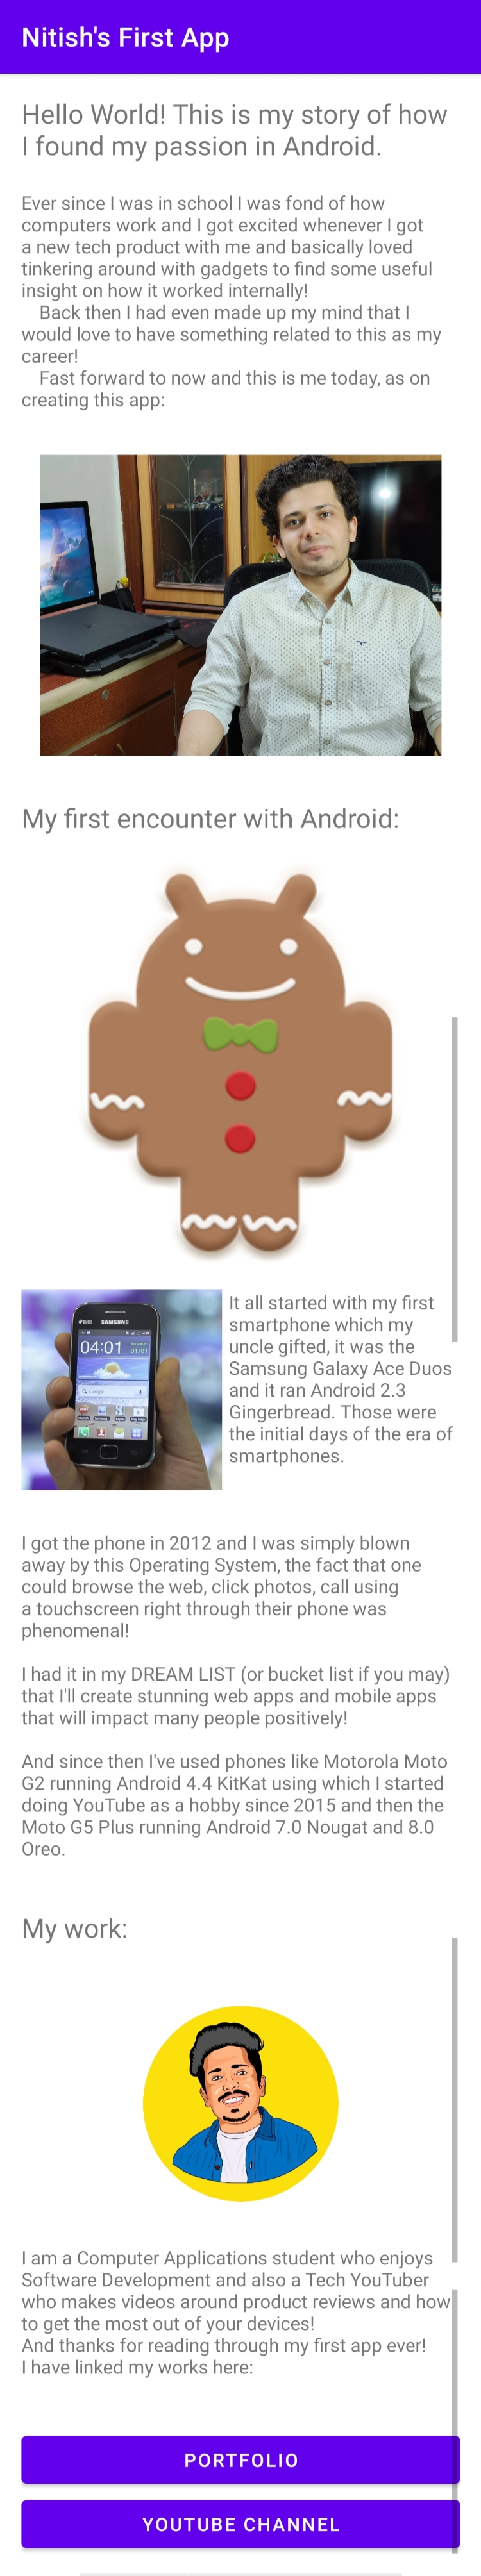 Nitish's First App
Hello World! This is my story of how
I found my passion in Android.
Ever since I was in school I was fond of how
computers work and I got excited whenever I got
a new tech product with me and basically loved
tinkering around with gadgets to find some useful
insight on how it worked internally!
Back then I had even made up my mind that I
would love to have something related to this as my
career!
Fast forward to now and this is me today, as on
creating this app:
My first encounter with Android:
SAMSUNG
04:01
01/01
Google
It all started with my first
smartphone which my
uncle gifted, it was the
Samsung Galaxy Ace Duos
and it ran Android 2.3
Gingerbread. Those were
the initial days of the era of
smartphones.
I got the phone in 2012 and I was simply blown
away by this Operating System, the fact that one
could browse the web, click photos, call using
a touchscreen right through their phone was
phenomenal!
I had it in my DREAM LIST (or bucket list if you may)
that I'll create stunning web apps and mobile apps
that will impact many people positively!
And since then I've used phones like Motorola Moto
G2 running Android 4.4 KitKat using which I started
doing YouTube as a hobby since 2015 and then the
Moto G5 Plus running Android 7.0 Nougat and 8.0
Oreo.
My work:
I am a Computer Applications student who enjoys
Software Development and also a Tech YouTuber
who makes videos around product reviews and how
to get the most out of your devices!
And thanks for reading through my first app ever!
I have linked my works here:
PORTFOLIO
YOUTUBE CHANNEL